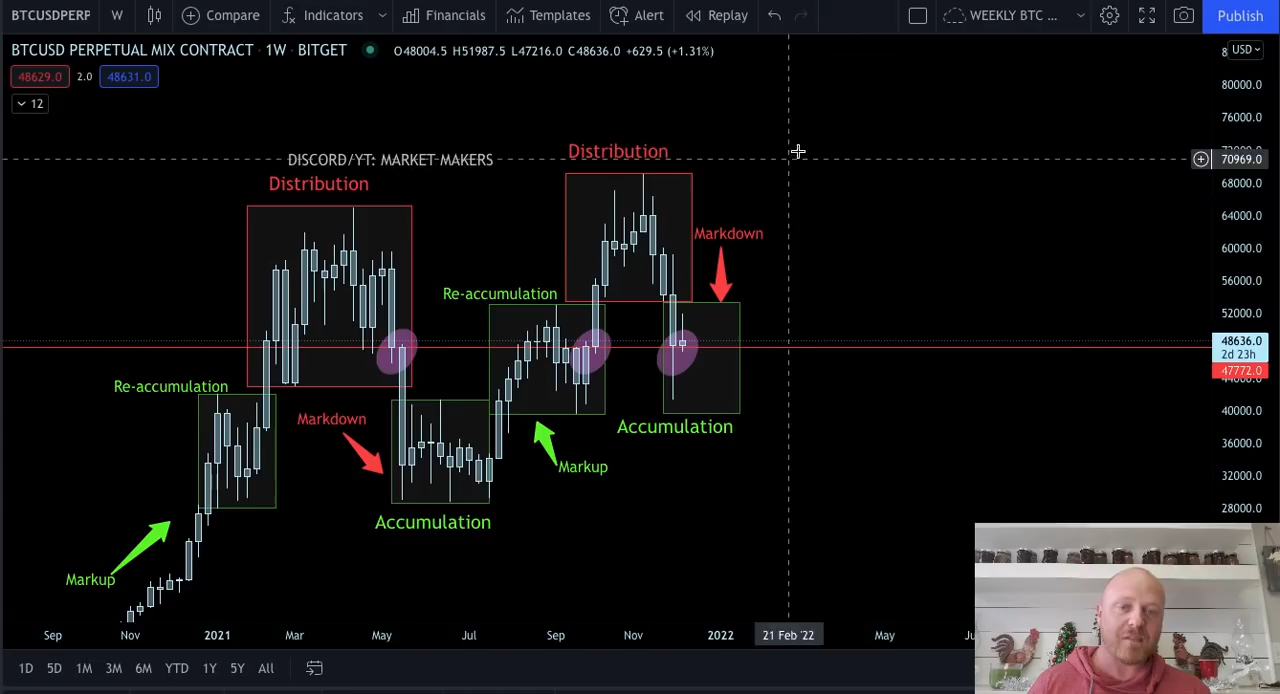 BTCUSDPERP W Compare Indicators Financials Templates Alert Replay WEEKLY BTC ... Publish
BTCUSD PERPETUAL MIX CONTRACT · 1W · BITGET O48004.5 H51987.5 L47216.0 C48636.0 +629.5 (+1.31%)
USD
48629.0 2.0 48631.0
80000.0
12
76000.0
DISCORD/YT: MARKET MAKERS
Distribution
70969.0
Distribution
68000.0
64000.0
Markdown
60000.0
56000.0
Re-accumulation
52000.0
48636.0
2d 23h
47772.0
Re-accumulation
40000.0
Markdown
Accumulation
36000.0
Markup
32000.0
28000.0
Accumulation
Markup
Sep Nov 2021 Mar May Jul Sep Nov 2022 21 Feb '22 May
1D 5D 1M 3M 6M YTD 1Y 5Y All